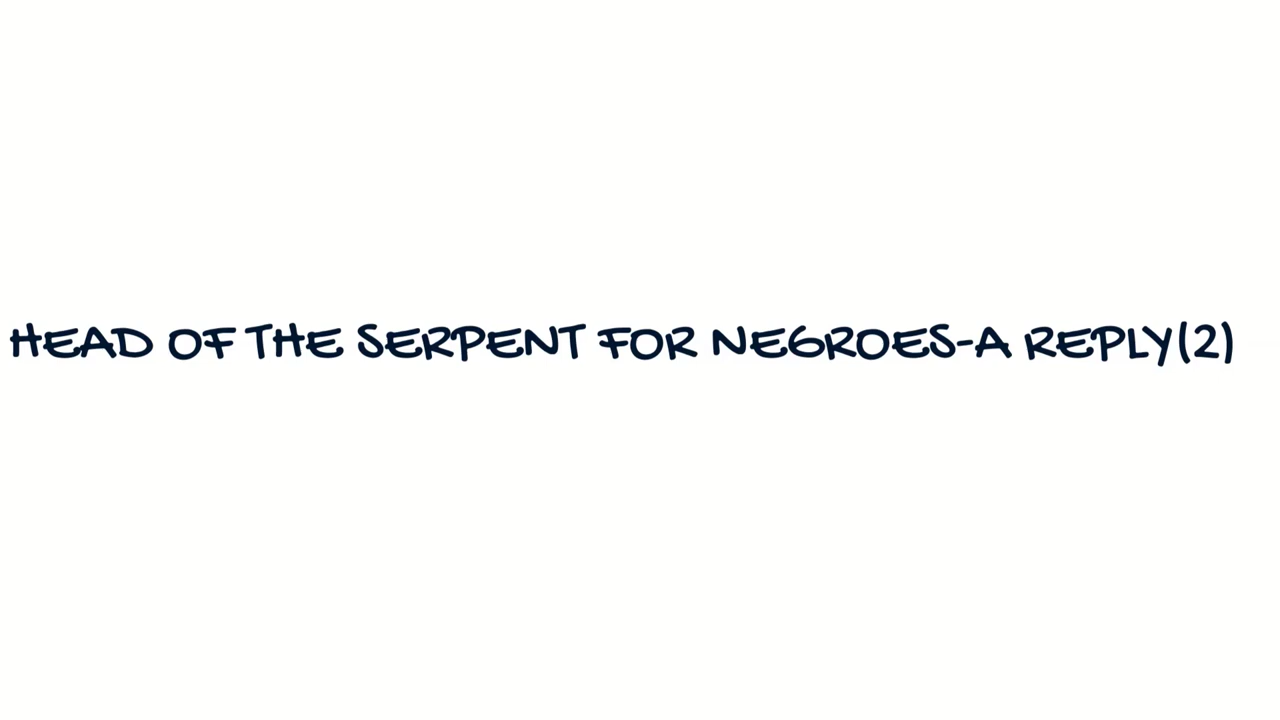 HEAD OF THE SERPENT FOR NEGROES-A REPLY(2)